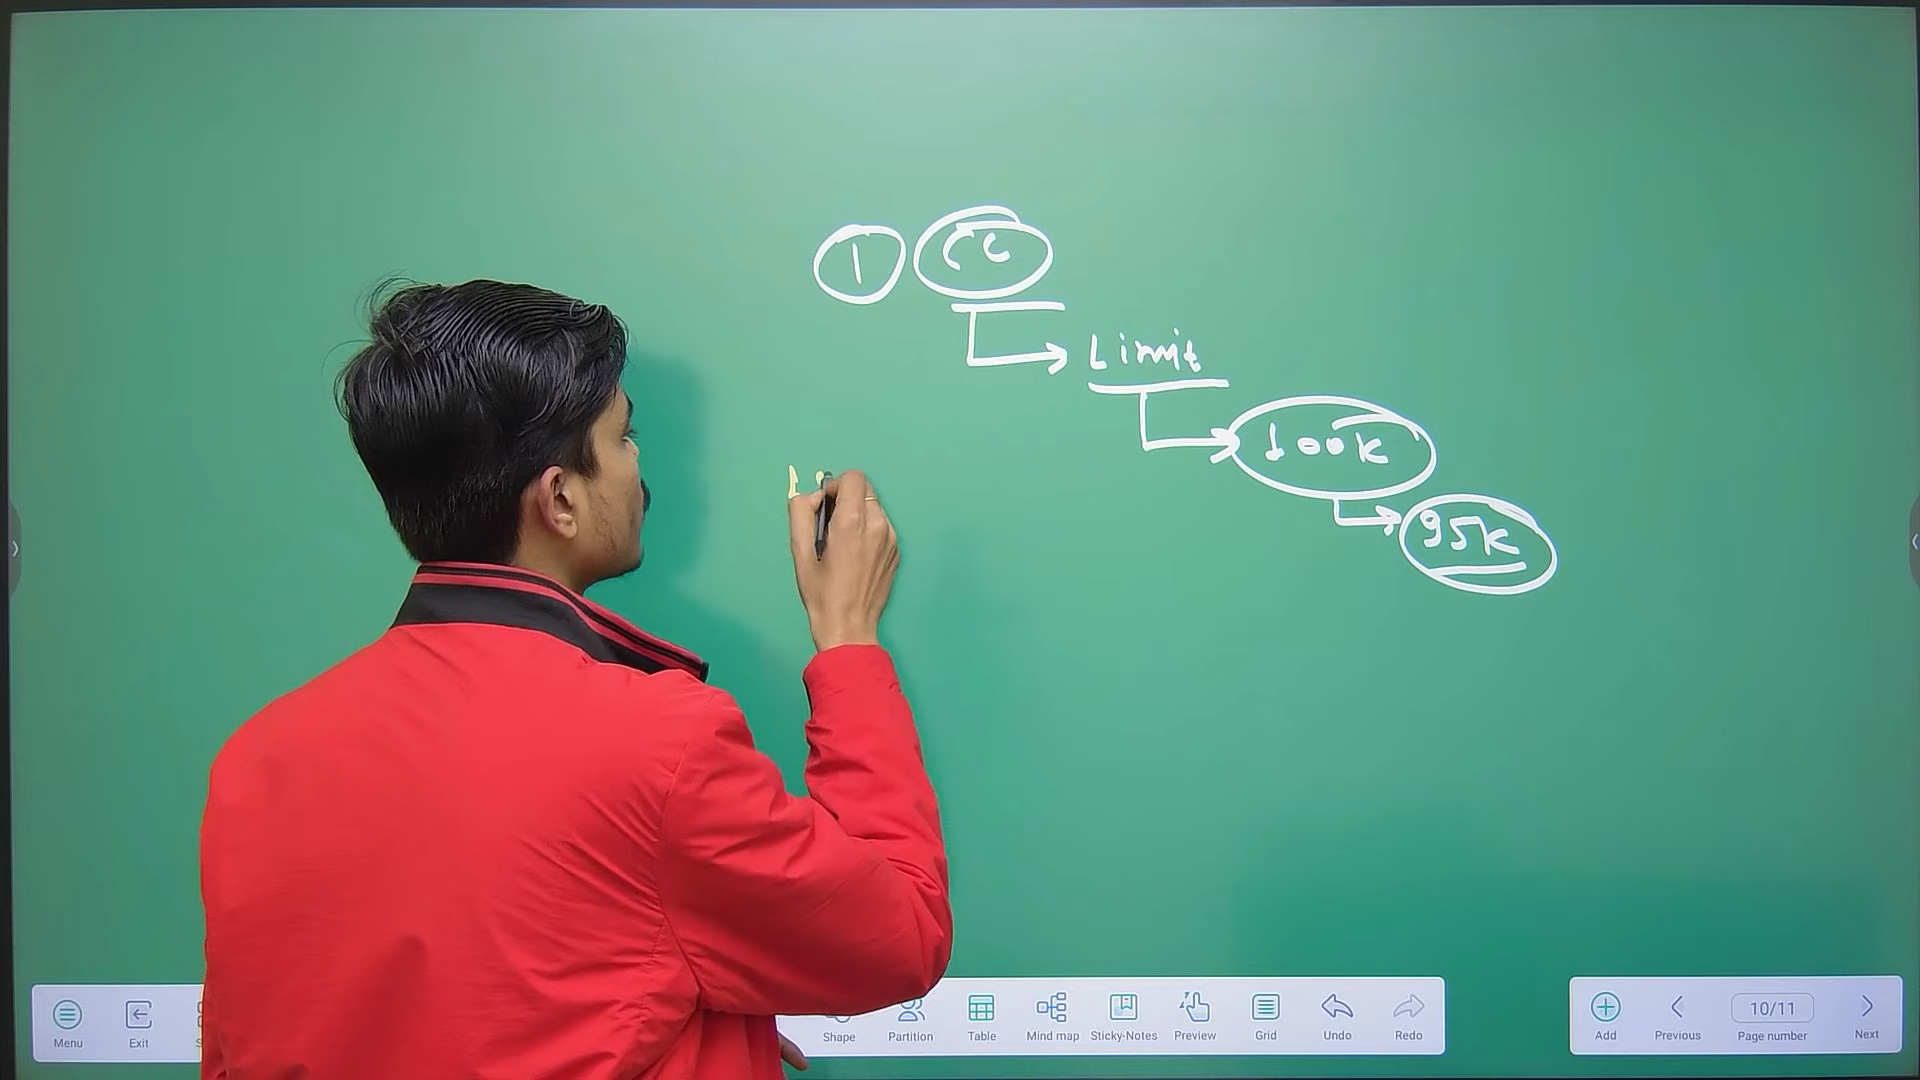 1 CC
Limit
100K
95K
Menu Exit Shape Partition Table Mind map Sticky-Notes Preview Grid Undo Redo Add Previous 10/11 Page number Next